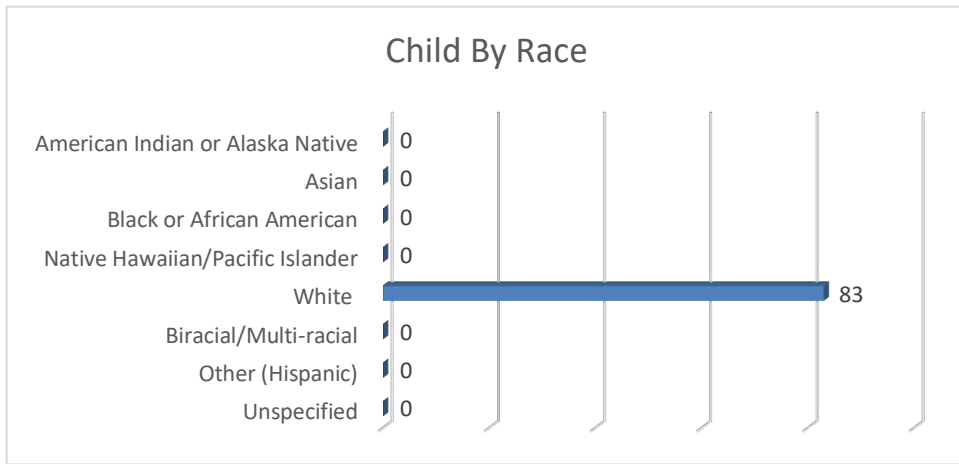 Child By Race
American Indian or Alaska Native 0
Asian 0
Black or African American 0
Native Hawaiian/Pacific Islander 0
White 83
Biracial/Multi-racial 0
Other (Hispanic) 0
Unspecified 0